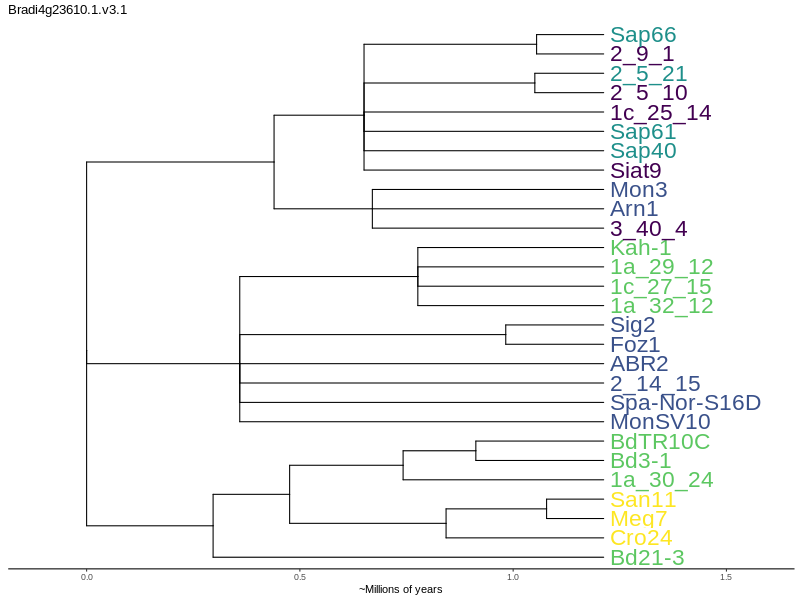 Bradi4g23610.1.v3.1
Sap66
2_9_1
2_5_21
2_5_10
1c_25_14
Sap61
Sap40
Siat9
Mon3
Arn1
3_40_4
Kah-1
1a_29_12
1c_27_15
1a_32_12
Sig2
Foz1
ABR2
2_14_15
Spa-Nor-S16D
MonSV10
BdTR10C
Bd3-1
1a_30_24
San11
Meq7
Cro24
Bd21-3
0.0 0.5 1.0 1.5
~Millions of years